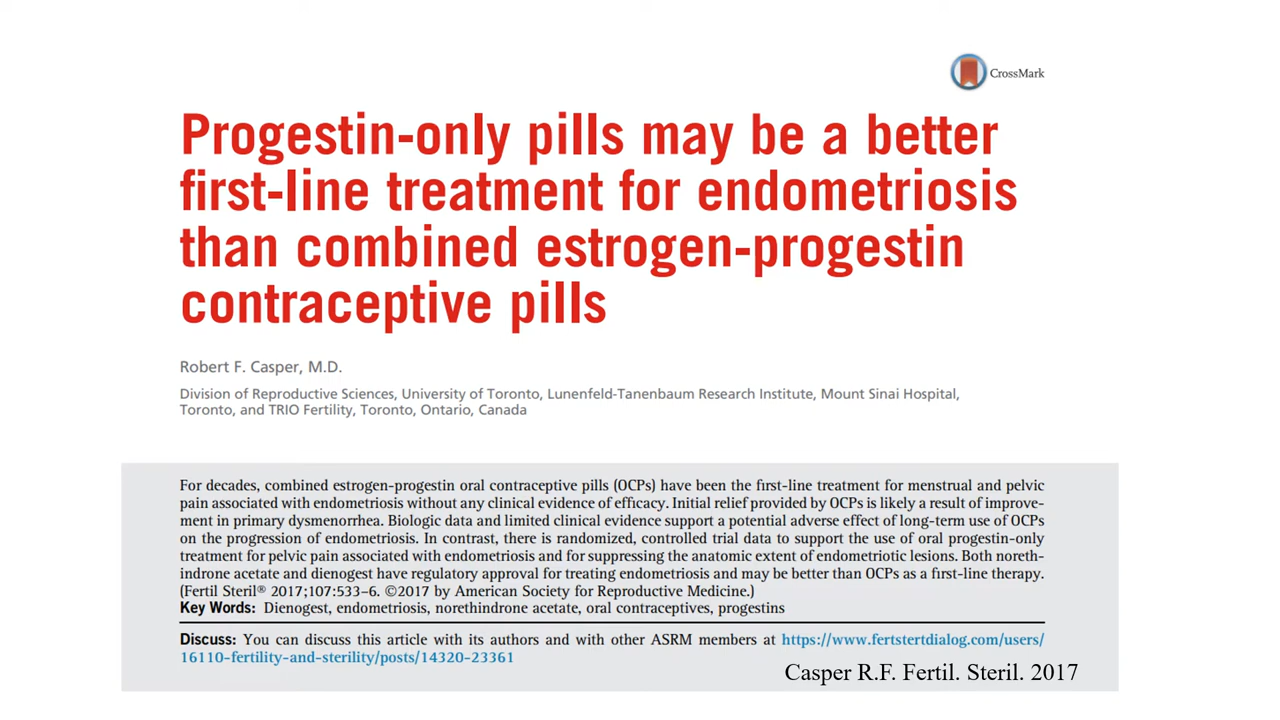 CrossMark
Progestin-only pills may be a better
first-line treatment for endometriosis
than combined estrogen-progestin
contraceptive pills
Robert F. Casper, M.D.
Division of Reproductive Sciences, University of Toronto, Lunenfeld-Tanenbaum Research Institute, Mount Sinai Hospital,
Toronto, and TRIO Fertility, Toronto, Ontario, Canada
For decades, combined estrogen-progestin oral contraceptive pills (OCPs) have been the first-line treatment for menstrual and pelvic
pain associated with endometriosis without any clinical evidence of efficacy. Initial relief provided by OCPs is likely a result of improve-
ment in primary dysmenorrhea. Biologic data and limited clinical evidence support a potential adverse effect of long-term use of OCPs
on the progression of endometriosis. In contrast, there is randomized, controlled trial data to support the use of oral progestin-only
treatment for pelvic pain associated with endometriosis and for suppressing the anatomic extent of endometriotic lesions. Both noreth-
indrone acetate and dienogest have regulatory approval for treating endometriosis and may be better than OCPs as a first-line therapy.
(Fertil Steril® 2017;107:533–6. ©2017 by American Society for Reproductive Medicine.)
Key Words: Dienogest, endometriosis, norethindrone acetate, oral contraceptives, progestins
Discuss: You can discuss this article with its authors and with other ASRM members at https://www.fertstertdialog.com/users/
16110-fertility-and-sterility/posts/14320-23361
Casper R.F. Fertil. Steril. 2017